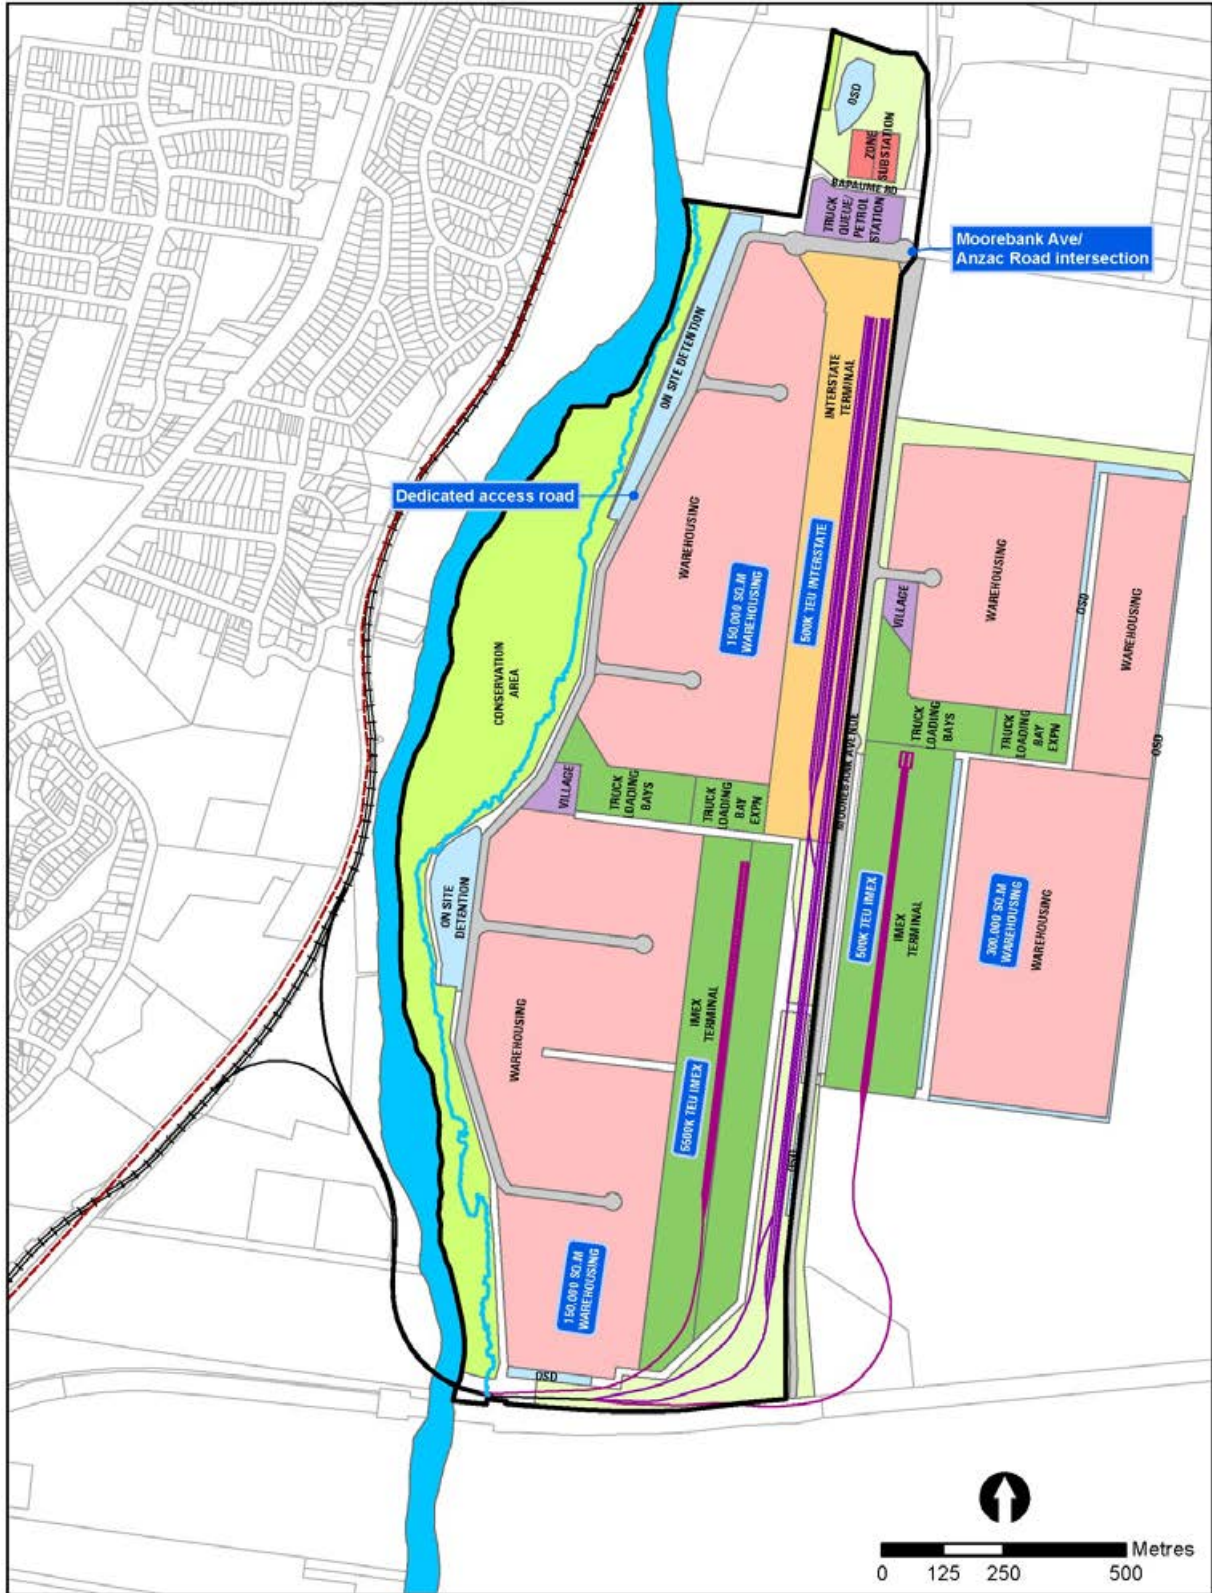 OSD
ZONE
SUBSTATION
BAPAUME RD
TRUCK
QUEUE/
PETROL
STATION
Moorebank Ave/
Anzac Road intersection
ON SITE DETENTION
INTERSTATE
TERMINAL
Dedicated access road
WAREHOUSING
150,000 SQ.M
WAREHOUSING
500K TEU INTERSTATE
WAREHOUSING
VILLAGE
OSD
WAREHOUSING
CONSERVATION
AREA
TRUCK
LOADING
BAYS
TRUCK
LOADING
BAY
EXPN
OSD
MOOREBANK AVENUE
VILLAGE
TRUCK
LOADING
BAYS
TRUCK
LOADING
BAY
EXPN
ON SITE
DETENTION
500K TEU IMEX
IMEX
TERMINAL
300,000 SQ.M
WAREHOUSING
WAREHOUSING
WAREHOUSING
IMEX
TERMINAL
5500K TEU IMEX
OSD
150,000 SQ.M
WAREHOUSING
OSD
Metres
0 125 250 500